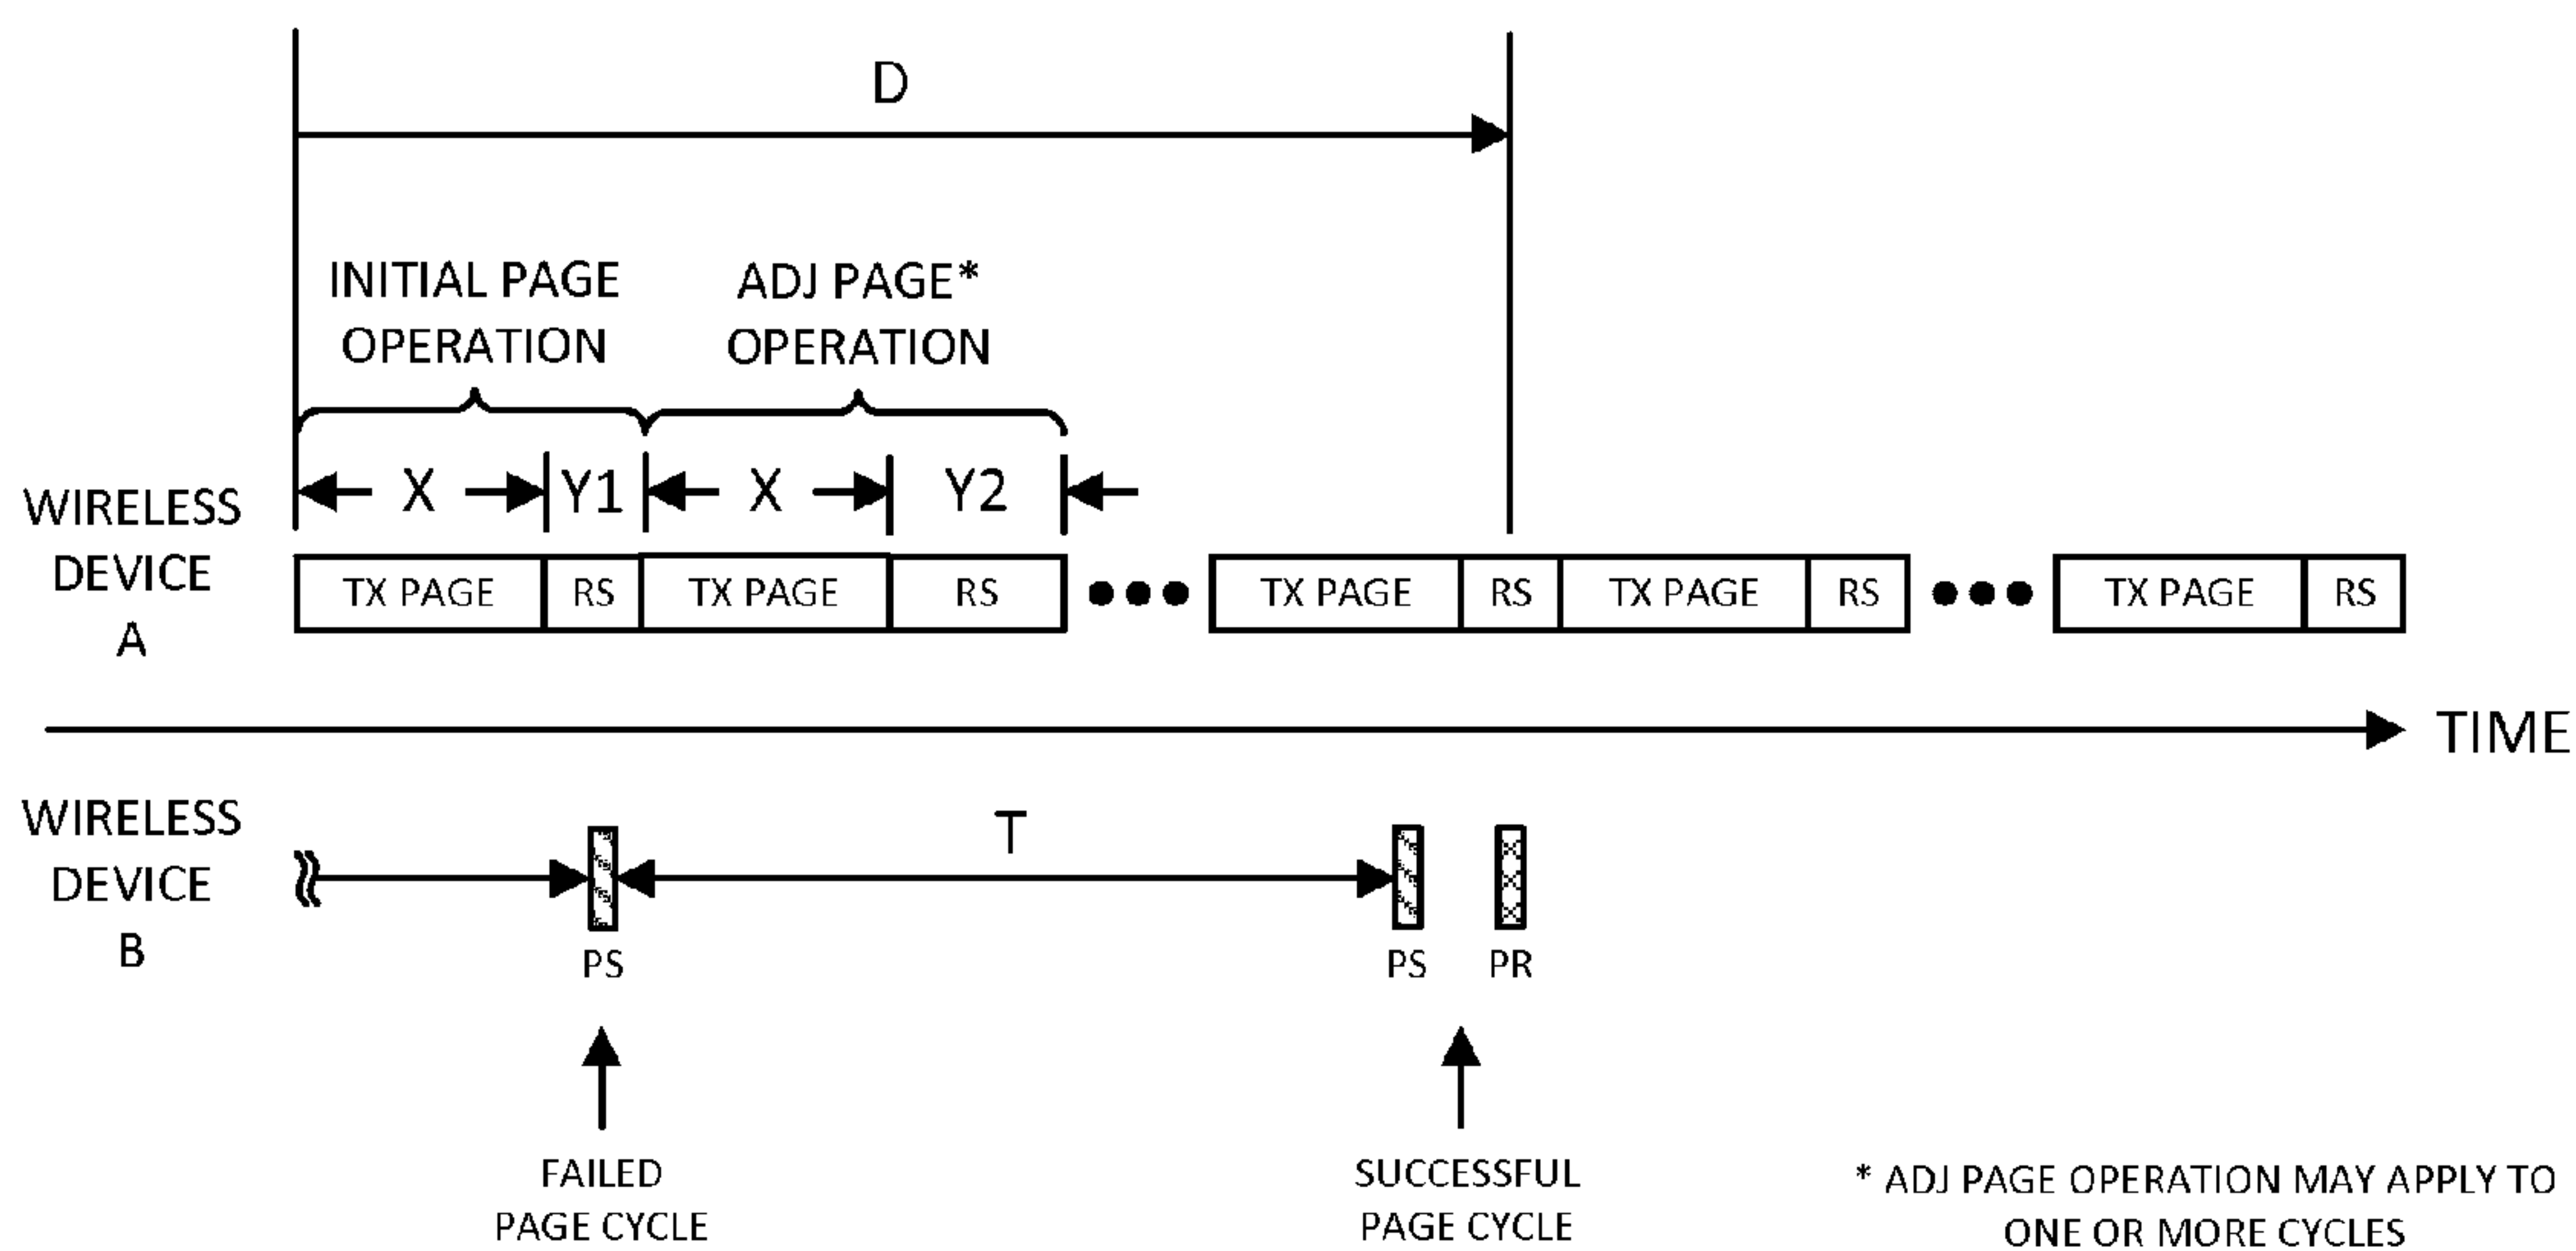 D
INITIAL PAGE
OPERATION
ADJ PAGE*
OPERATION
X Y1 X Y2
WIRELESS
DEVICE
A
TX PAGE RS TX PAGE RS TX PAGE RS TX PAGE RS TX PAGE RS
TIME
WIRELESS
DEVICE
B
T
PS PS PR
FAILED
PAGE CYCLE
SUCCESSFUL
PAGE CYCLE
* ADJ PAGE OPERATION MAY APPLY TO
ONE OR MORE CYCLES